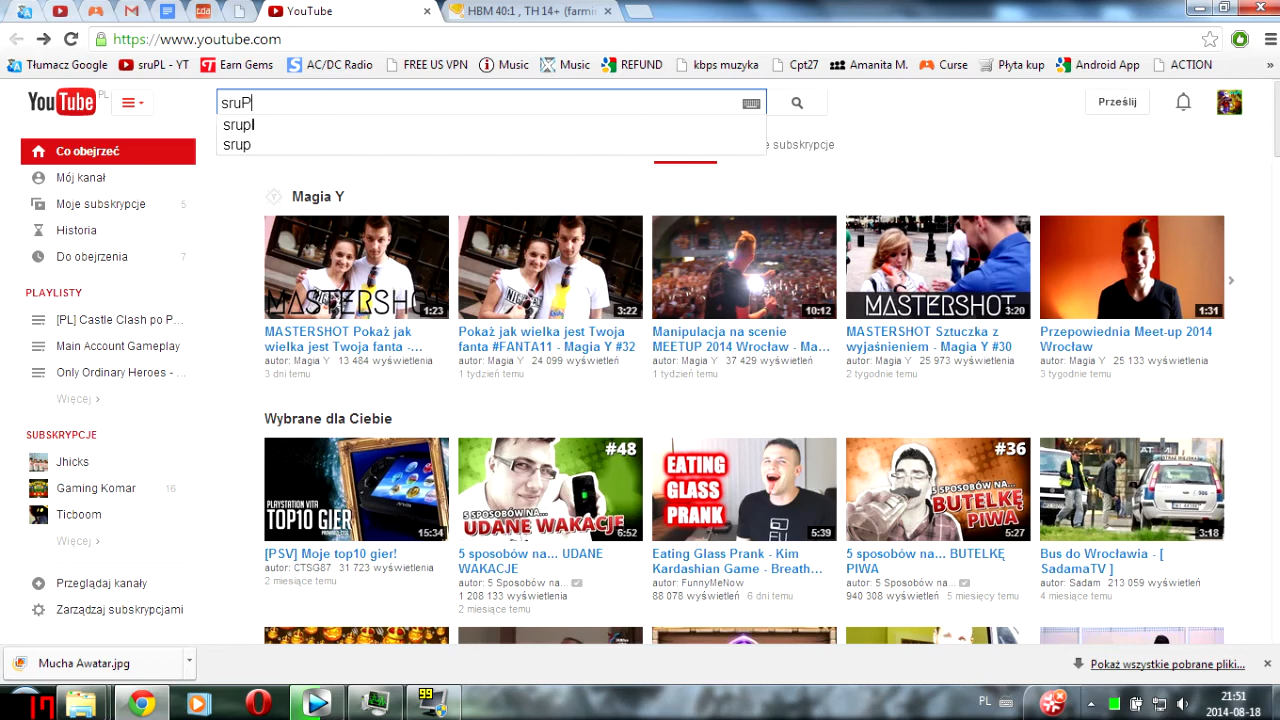 YouTube
HBM 40:1 , TH 14+ (farmin
https://www.youtube.com
Tłumacz Google
sruPL - YT
Earn Gems
AC/DC Radio
FREE US VPN
Music
Music
REFUND
kbps muzyka
Cpt27
Amanita M.
Cheers!
Płyta kup
Android App
ACTION
»
YouTube PL
sruP
Prześlij
srupl
srup
e subskrypcje
Co obejrzeć
Mój kanał
Moje subskrypcje 5
Historia
Do obejrzenia 7
PLAYLISTY
[PL] Castle Clash po P...
Main Account Gameplay
Only Ordinary Heroes - ...
Więcej ›
SUBSKRYPCJE
Jhicks
Gaming Komar 16
Ticboom
Więcej ›
Przeglądaj kanały
Zarządzaj subskrypcjami
Magia Y
MASTERSHOT
1:23
MASTERSHOT Pokaż jak
wielka jest Twoja fanta -...
autor: Magia Y 13 484 wyświetlenia
3 dni temu
3:22
Pokaż jak wielka jest Twoja
fanta #FANTA11 - Magia Y #32
autor: Magia Y 24 099 wyświetleń
1 tydzień temu
10:12
Manipulacja na scenie
MEETUP 2014 Wrocław - Ma...
autor: Magia Y 37 429 wyświetleń
1 tydzień temu
MASTERSHOT
3:20
MASTERSHOT Sztuczka z
wyjaśnieniem - Magia Y #30
autor: Magia Y 25 973 wyświetlenia
2 tygodnie temu
1:31
Przepowiednia Meet-up 2014
Wrocław
autor: Magia Y 25 133 wyświetlenia
3 tygodnie temu
Wybrane dla Ciebie
PLAYSTATION VITA
TOP10 GIER
15:34
[PSV] Moje top10 gier!
autor: CTSG87 31 723 wyświetlenia
2 miesiące temu
#48
5 SPOSOBÓW NA...
UDANE WAKACJE
6:52
5 sposobów na... UDANE
WAKACJE
autor: 5 Sposobów na...
1 208 133 wyświetlenia
2 miesiące temu
EATING
GLASS
PRANK
5:39
Eating Glass Prank - Kim
Kardashian Game - Breath...
autor: FunnyMeNow
88 078 wyświetleń 6 dni temu
#36
5 SPOSOBÓW NA...
BUTELKĘ
PIWA
5:27
5 sposobów na... BUTELKĘ
PIWA
autor: 5 Sposobów na...
940 308 wyświetleń 5 miesięcy temu
3:18
Bus do Wrocławia - [
SadamaTV ]
autor: Sadam 213 059 wyświetleń
4 miesiące temu
Mucha Awatar.jpg
Pokaż wszystkie pobrane pliki...
17
99
PL
21:51
2014-08-18